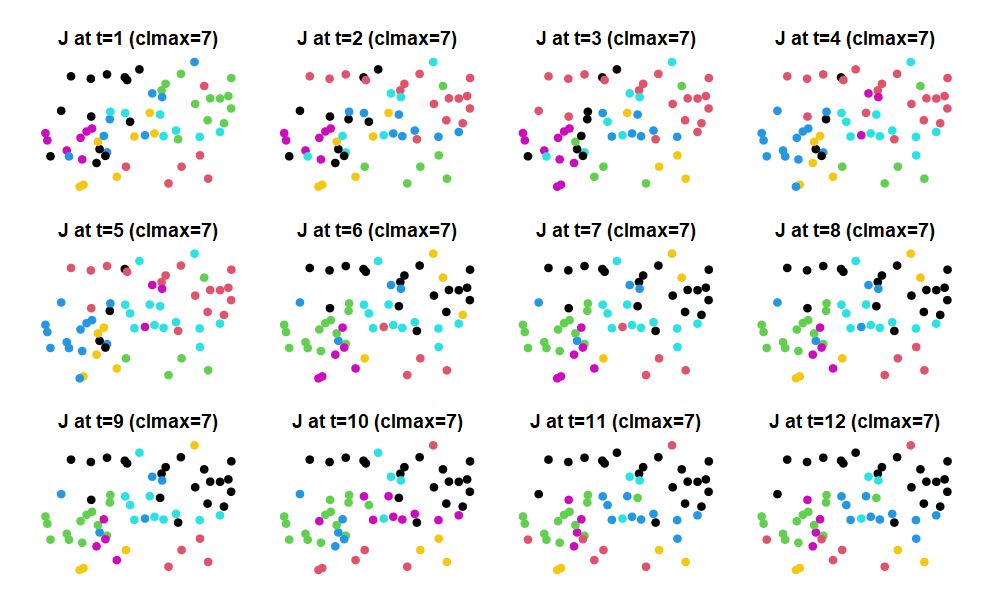 J at t=1 (clmax=7)
J at t=2 (clmax=7)
J at t=3 (clmax=7)
J at t=4 (clmax=7)
J at t=5 (clmax=7)
J at t=6 (clmax=7)
J at t=7 (clmax=7)
J at t=8 (clmax=7)
J at t=9 (clmax=7)
J at t=10 (clmax=7)
J at t=11 (clmax=7)
J at t=12 (clmax=7)